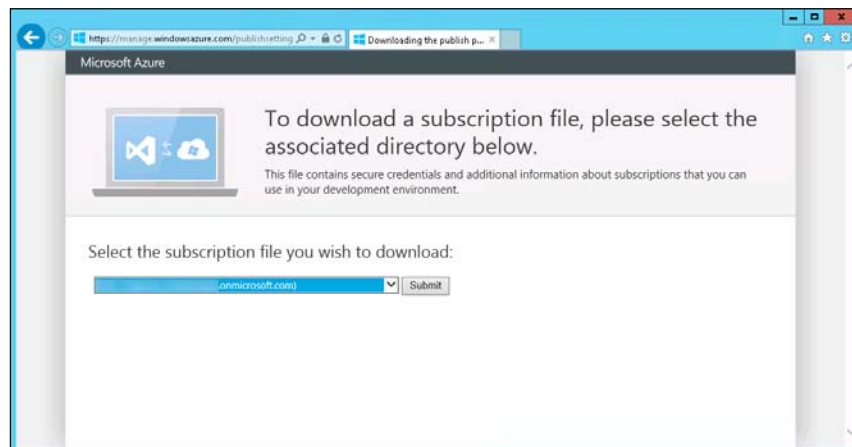 https://manage.windowsazure.com/publishsetting
Downloading the publish p...
Microsoft Azure
To download a subscription file, please select the
associated directory below.
This file contains secure credentials and additional information about subscriptions that you can
use in your development environment.
Select the subscription file you wish to download:
.onmicrosoft.com)
Submit